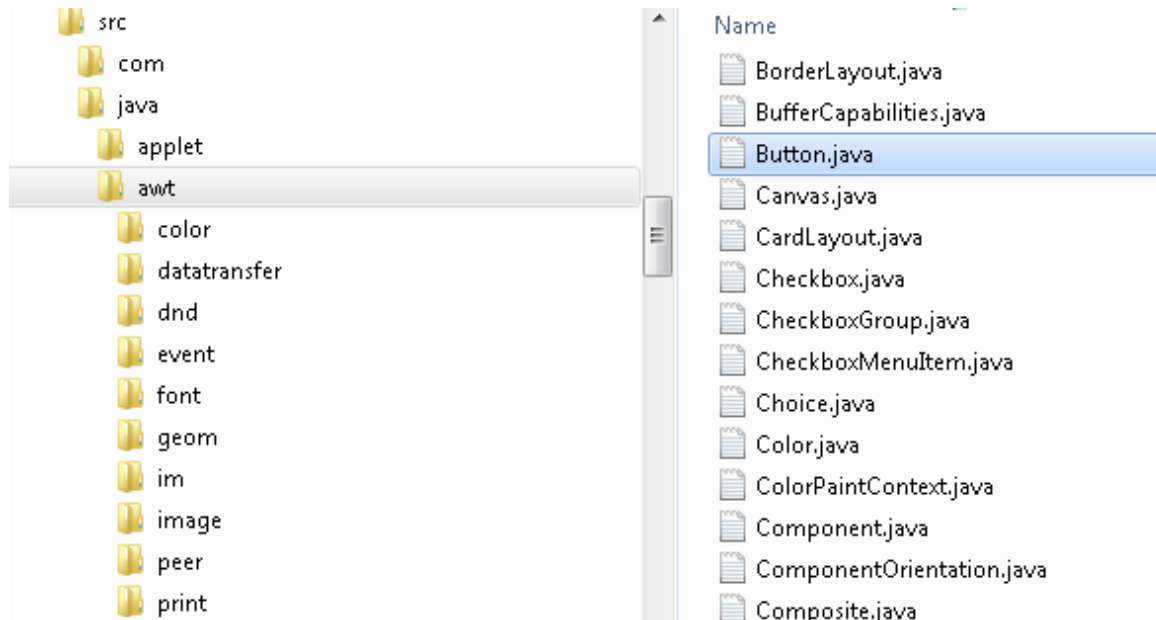 src
com
java
applet
awt
color
datatransfer
dnd
event
font
geom
im
image
peer
print
Name
BorderLayout.java
BufferCapabilities.java
Button.java
Canvas.java
CardLayout.java
Checkbox.java
CheckboxGroup.java
CheckboxMenuItem.java
Choice.java
Color.java
ColorPaintContext.java
Component.java
ComponentOrientation.java
Composite.java